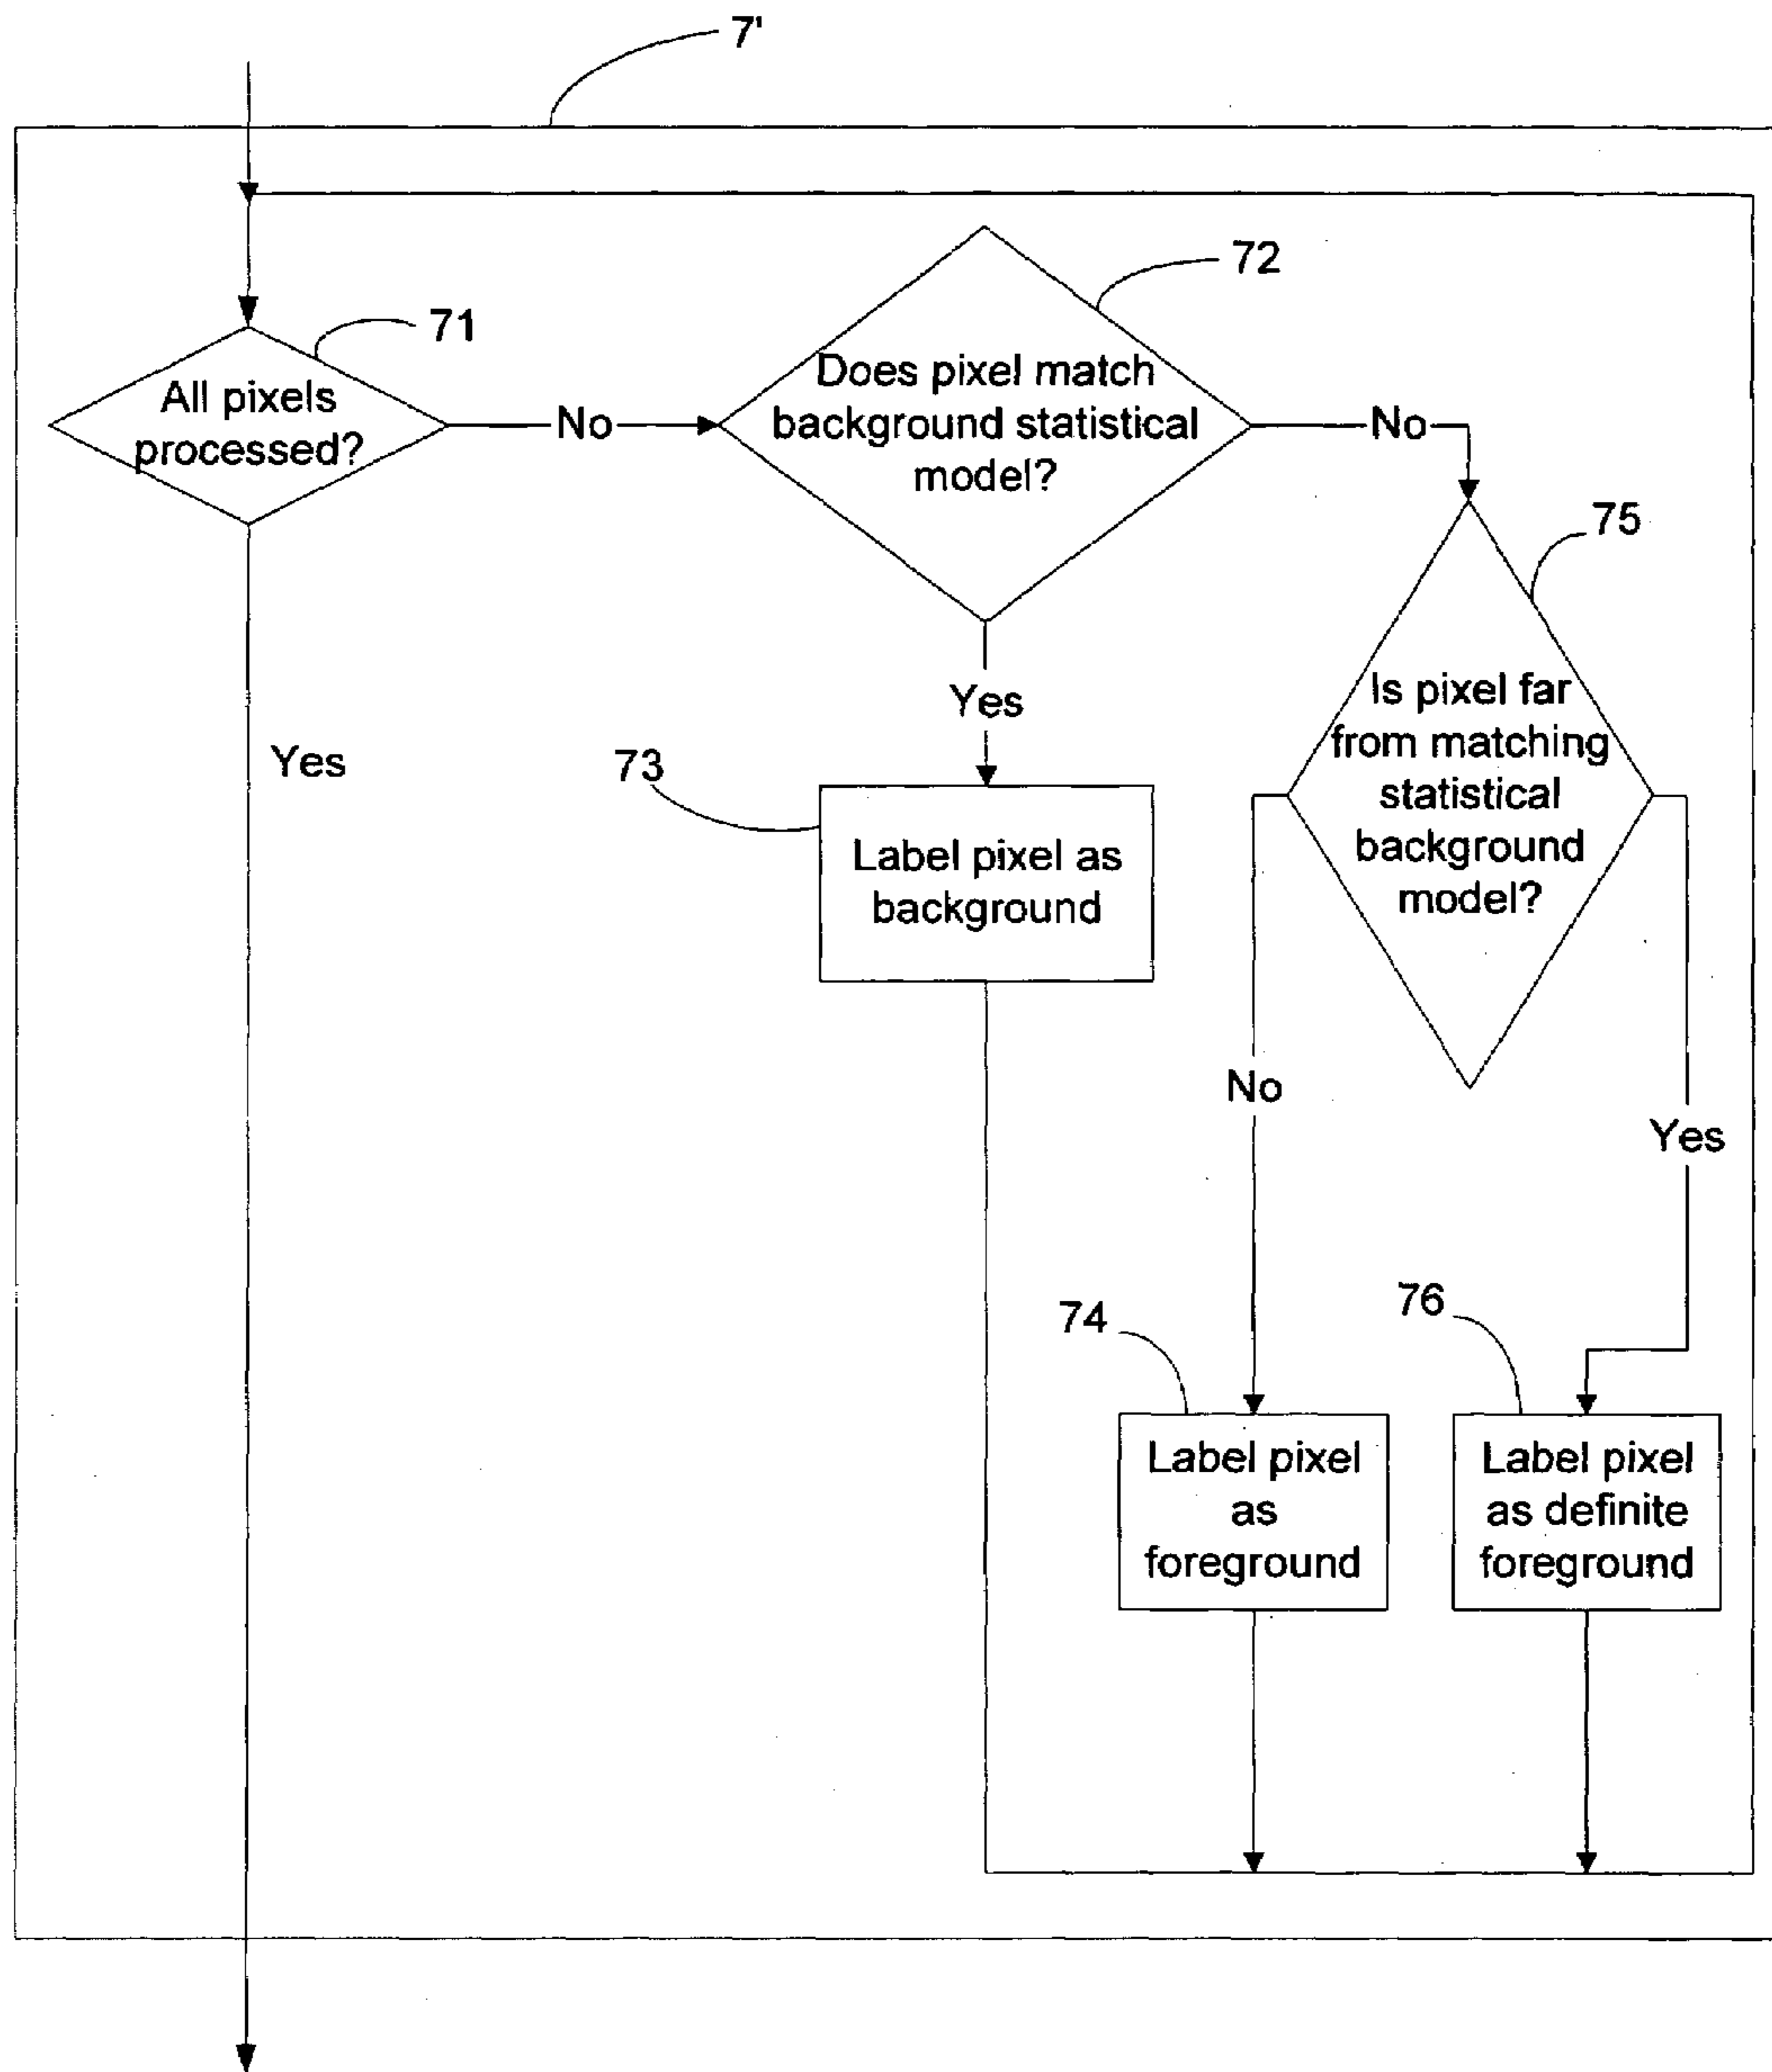 7'
72
71
Does pixel match
background statistical
model?
All pixels
processed?
No
No
75
Yes
Is pixel far
from matching
statistical
background
model?
Yes
73
Label pixel as
background
No
Yes
74
76
Label pixel
as
foreground
Label pixel
as definite
foreground